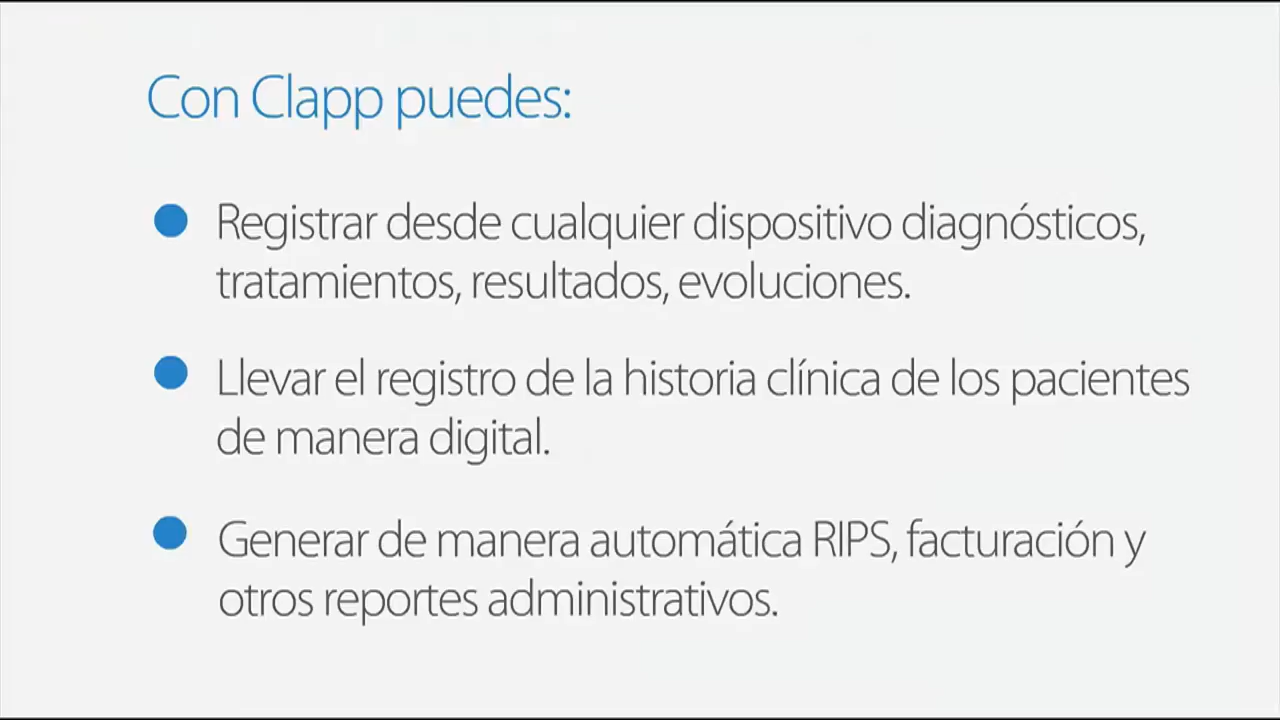 Con Clapp puedes:
Registrar desde cualquier dispositivo diagnósticos,
tratamientos, resultados, evoluciones.
Llevar el registro de la historia clínica de los pacientes
de manera digital.
Generar de manera automática RIPS, facturación y
otros reportes administrativos.